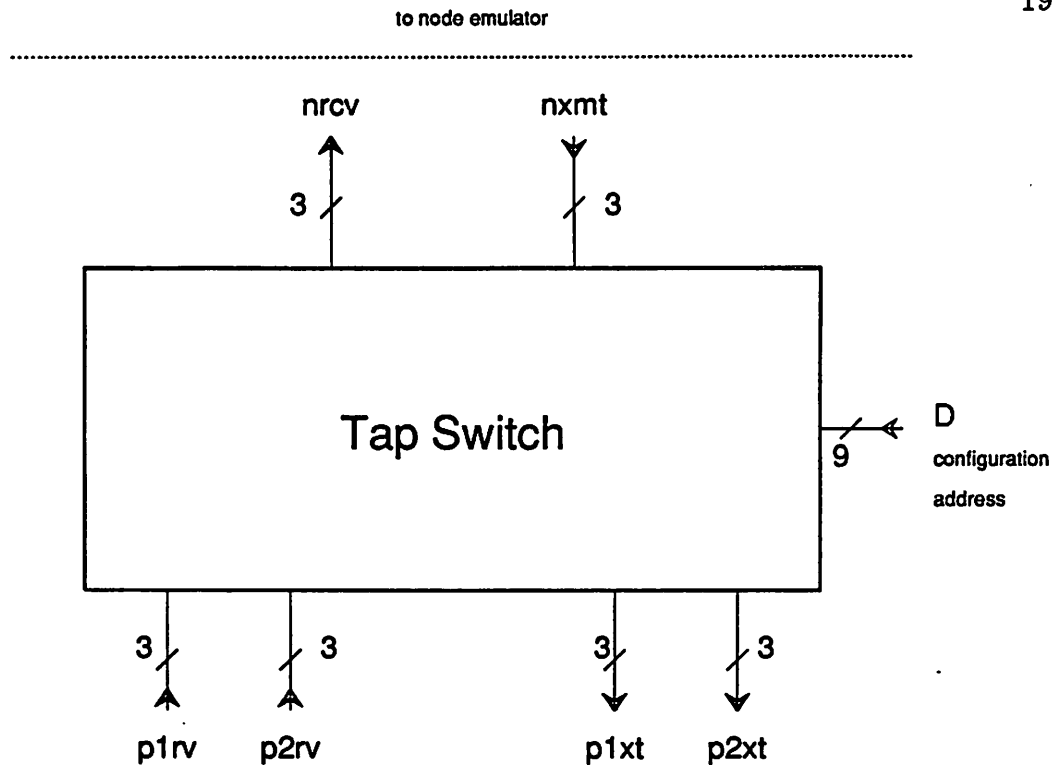 19
to node emulator
nrcv nxmt
3 3
Tap Switch
D
9
configuration
address
3 3 3 3
p1rv p2rv p1xt p2xt